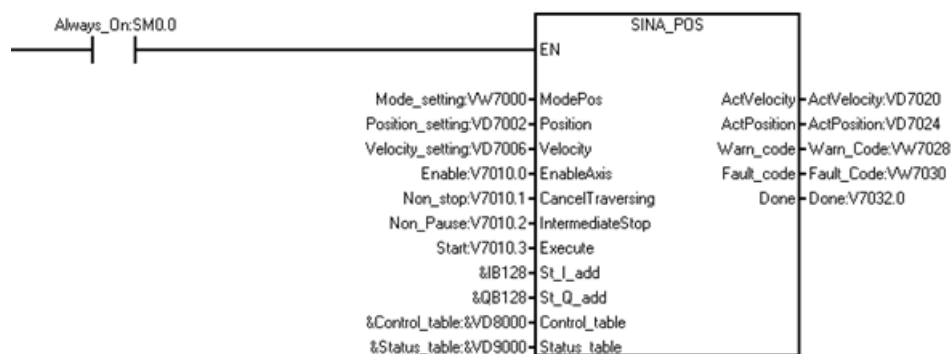 Always_On:SM0.0
SINA_POS
EN
Mode_setting:VW7000 ModePos ActVelocity ActVelocity:VD7020
Position_setting:VD7002 Position ActPosition ActPosition:VD7024
Velocity_setting:VD7006 Velocity Warn_code Warn_Code:VW7028
Enable:V7010.0 EnableAxis Fault_code Fault_Code:VW7030
Non_stop:V7010.1 CancelTraversing Done Done:V7032.0
Non_Pause:V7010.2 IntermediateStop
Start:V7010.3 Execute
&IB128 St_I_add
&QB128 St_Q_add
&Control_table:&VD8000 Control_table
&Status_table:&VD9000 Status_table